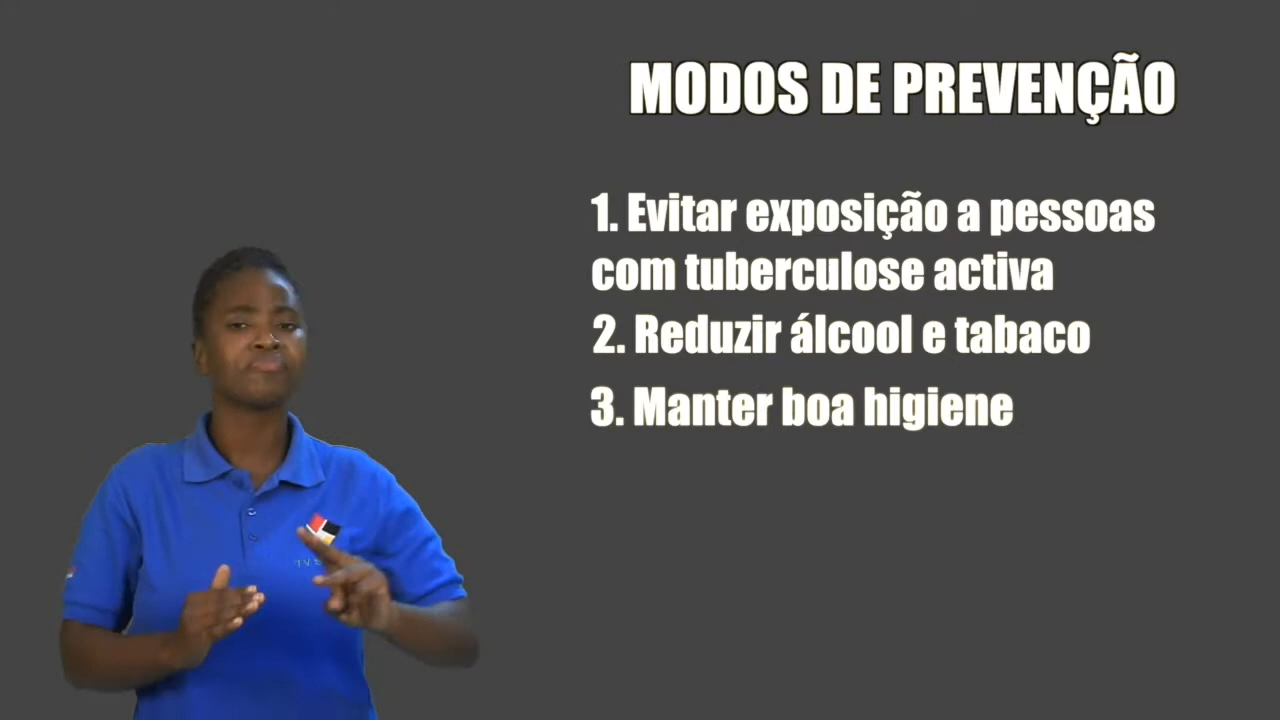 MODOS DE PREVENÇÃO
1. Evitar exposição a pessoas
com tuberculose activa
2. Reduzir álcool e tabaco
3. Manter boa higiene